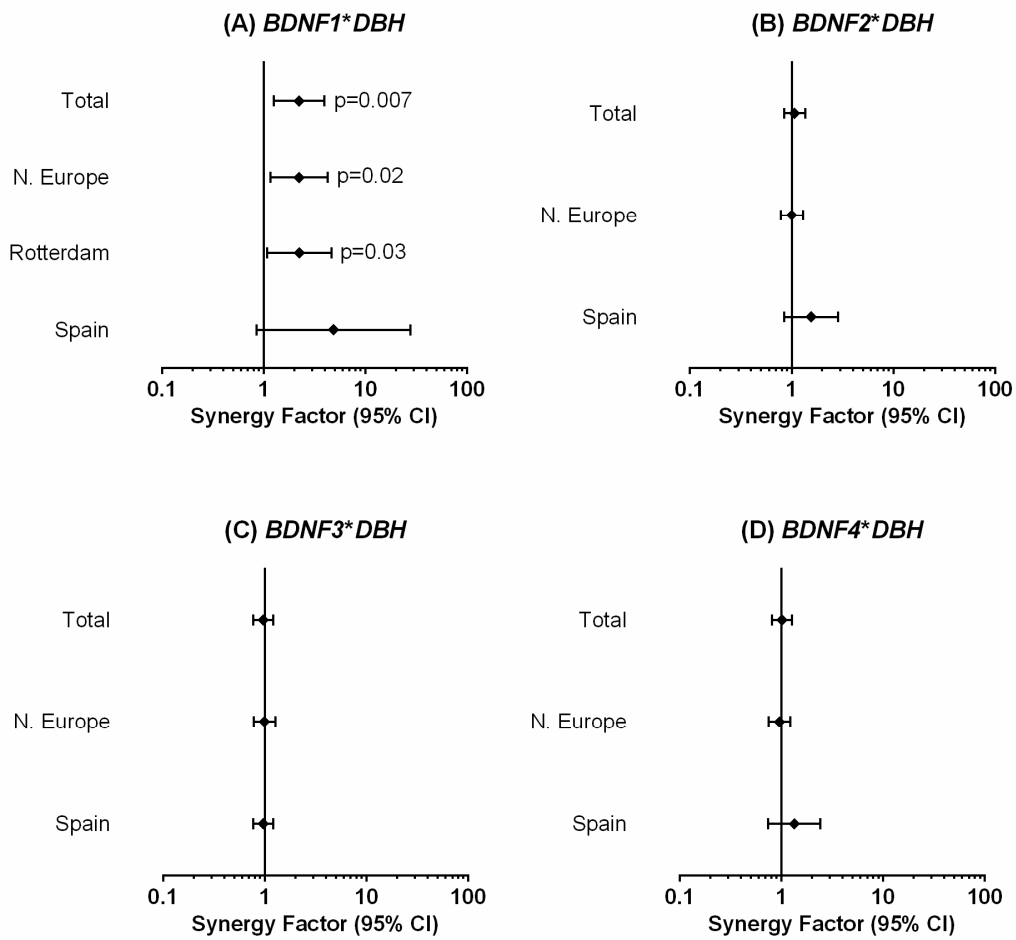 (A) BDNF1*DBH
Total
p=0.007
N. Europe
p=0.02
Rotterdam
p=0.03
Spain
0.1 1 10 100
Synergy Factor (95% CI)
(B) BDNF2*DBH
Total
N. Europe
Spain
0.1 1 10 100
Synergy Factor (95% CI)
(C) BDNF3*DBH
Total
N. Europe
Spain
0.1 1 10 100
Synergy Factor (95% CI)
(D) BDNF4*DBH
Total
N. Europe
Spain
0.1 1 10 100
Synergy Factor (95% CI)